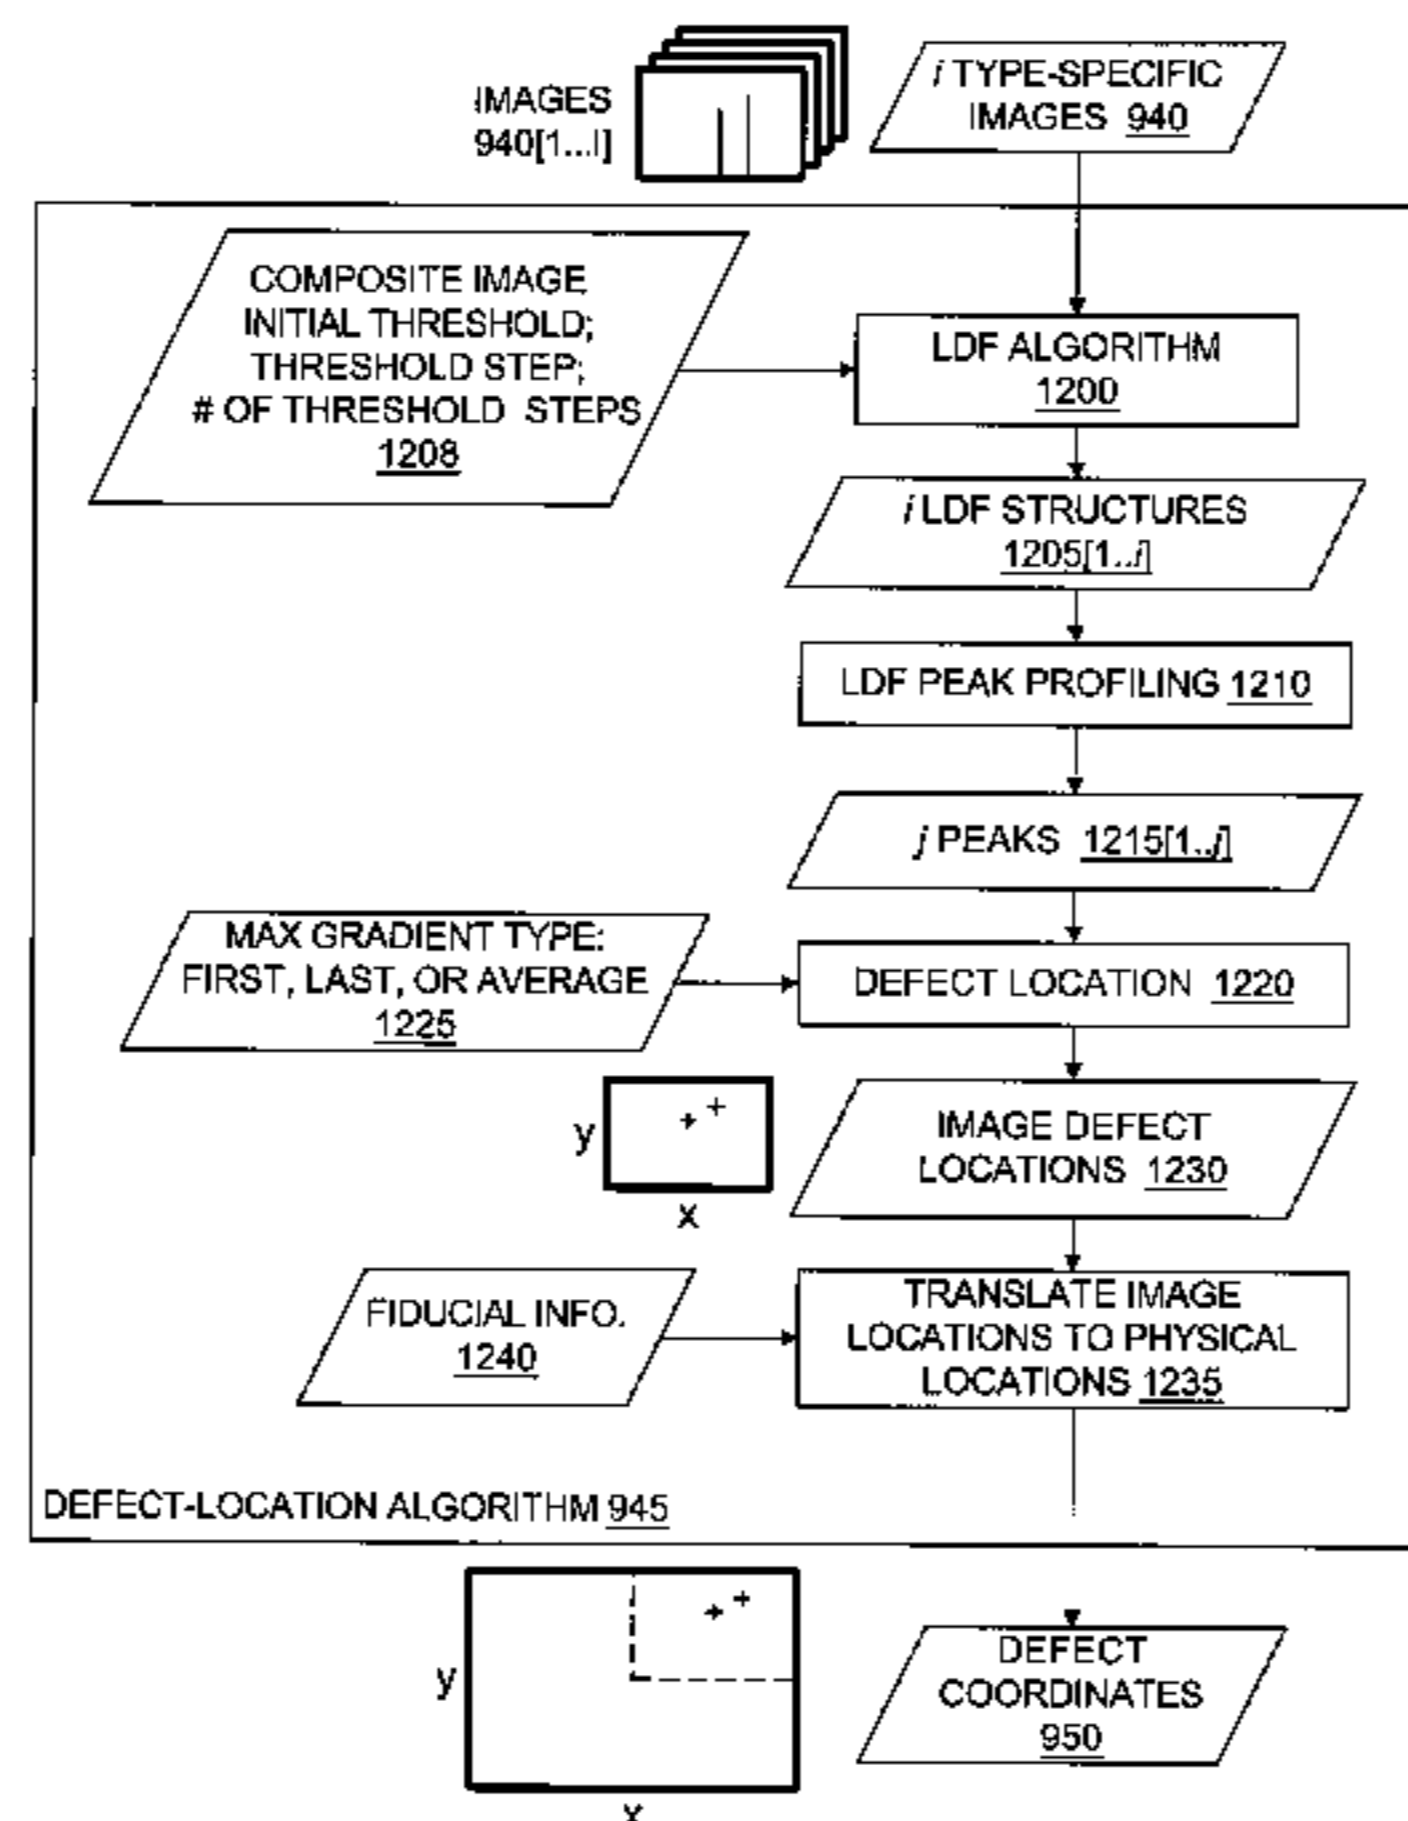 IMAGES
940[1...I]
i TYPE-SPECIFIC
IMAGES 940
COMPOSITE IMAGE
INITIAL THRESHOLD;
THRESHOLD STEP;
# OF THRESHOLD STEPS
1208
LDF ALGORITHM
1200
i LDF STRUCTURES
1205[1..i]
LDF PEAK PROFILING 1210
j PEAKS 1215[1..j]
MAX GRADIENT TYPE:
FIRST, LAST, OR AVERAGE
1225
DEFECT LOCATION 1220
y
x
IMAGE DEFECT
LOCATIONS 1230
FIDUCIAL INFO.
1240
TRANSLATE IMAGE
LOCATIONS TO PHYSICAL
LOCATIONS 1235
DEFECT-LOCATION ALGORITHM 945
y
x
DEFECT
COORDINATES
950